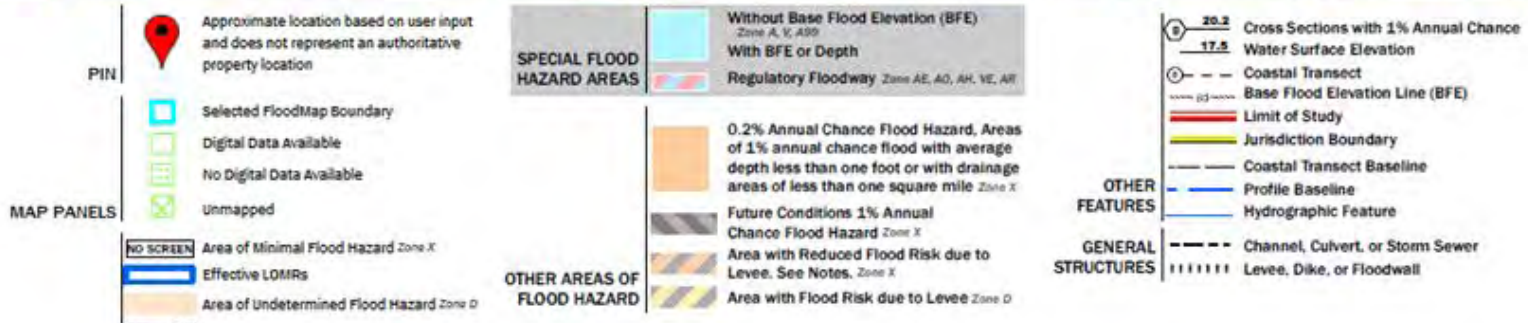 PIN
Approximate location based on user input
and does not represent an authoritative
property location
MAP PANELS
Selected FloodMap Boundary
Digital Data Available
No Digital Data Available
Unmapped
NO SCREEN Area of Minimal Flood Hazard Zone X
Effective LOMRs
Area of Undetermined Flood Hazard Zone D
SPECIAL FLOOD
HAZARD AREAS
Without Base Flood Elevation (BFE)
Zone A, V, A99
With BFE or Depth
Regulatory Floodway Zone AE, AO, AH, VE, AR
OTHER AREAS OF
FLOOD HAZARD
0.2% Annual Chance Flood Hazard, Areas
of 1% annual chance flood with average
depth less than one foot or with drainage
areas of less than one square mile Zone X
Future Conditions 1% Annual
Chance Flood Hazard Zone X
Area with Reduced Flood Risk due to
Levee. See Notes. Zone X
Area with Flood Risk due to Levee Zone D
OTHER
FEATURES
20.2 Cross Sections with 1% Annual Chance
17.5 Water Surface Elevation
Coastal Transect
Base Flood Elevation Line (BFE)
Limit of Study
Jurisdiction Boundary
Coastal Transect Baseline
Profile Baseline
Hydrographic Feature
GENERAL
STRUCTURES
Channel, Culvert, or Storm Sewer
Levee, Dike, or Floodwall